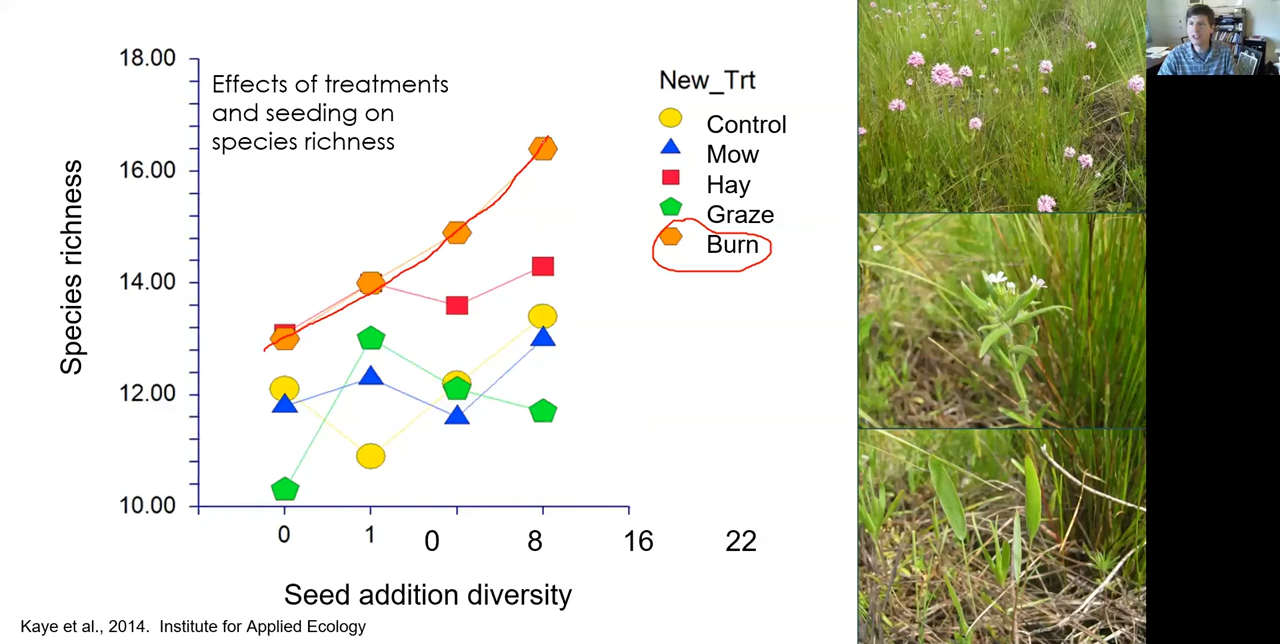 18.00
16.00
14.00
12.00
10.00
Species richness
Effects of treatments
and seeding on
species richness
New_Trt
Control
Mow
Hay
Graze
Burn
0 1 0 8 16 22
Seed addition diversity
Kaye et al., 2014. Institute for Applied Ecology